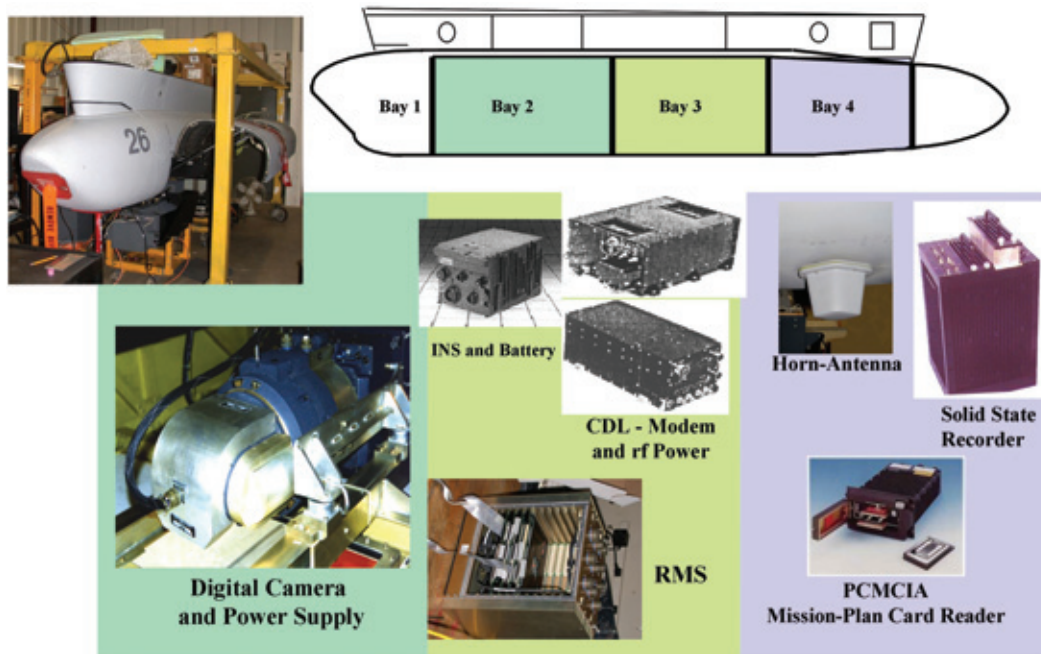 Bay 1
Bay 2
Bay 3
Bay 4
26
INS and Battery
CDL - Modem
and rf Power
Horn-Antenna
Solid State
Recorder
Digital Camera
and Power Supply
RMS
PCMCIA
Mission-Plan Card Reader